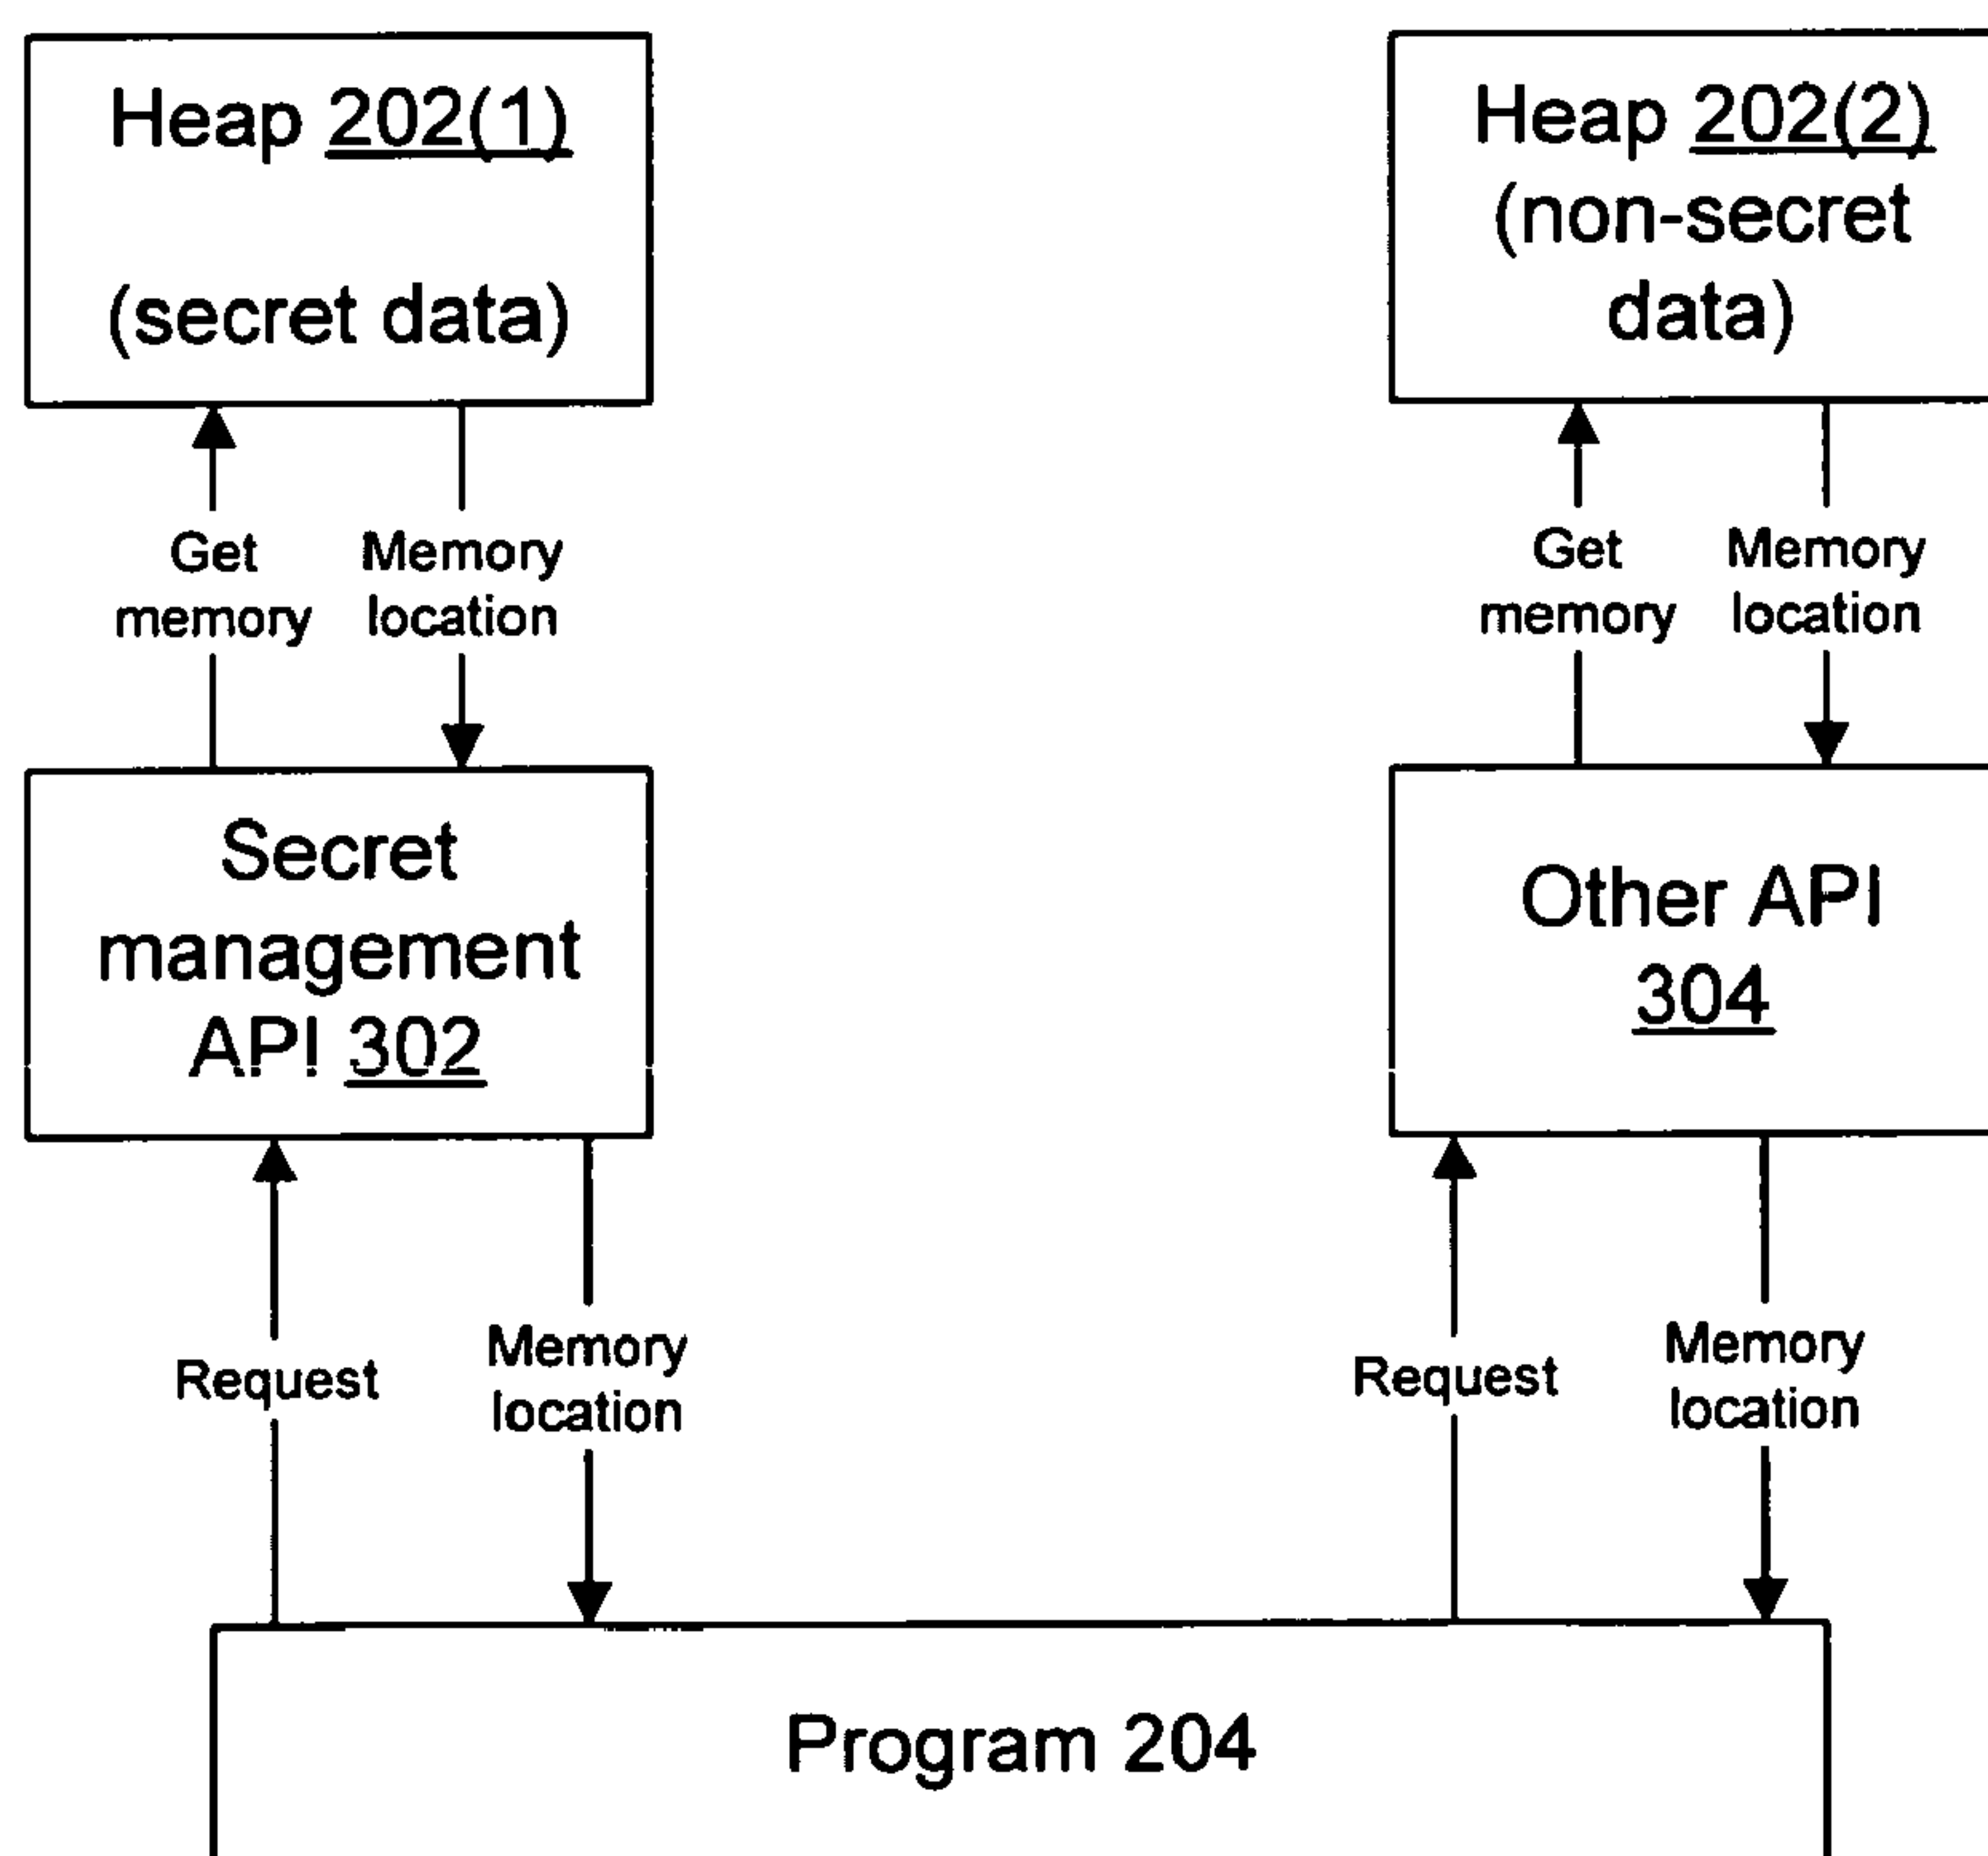 Heap 202(1)
(secret data)
Heap 202(2)
(non-secret
data)
Get
memory
Memory
location
Get
memory
Memory
location
Secret
management
API 302
Other API
304
Request
Memory
location
Request
Memory
location
Program 204